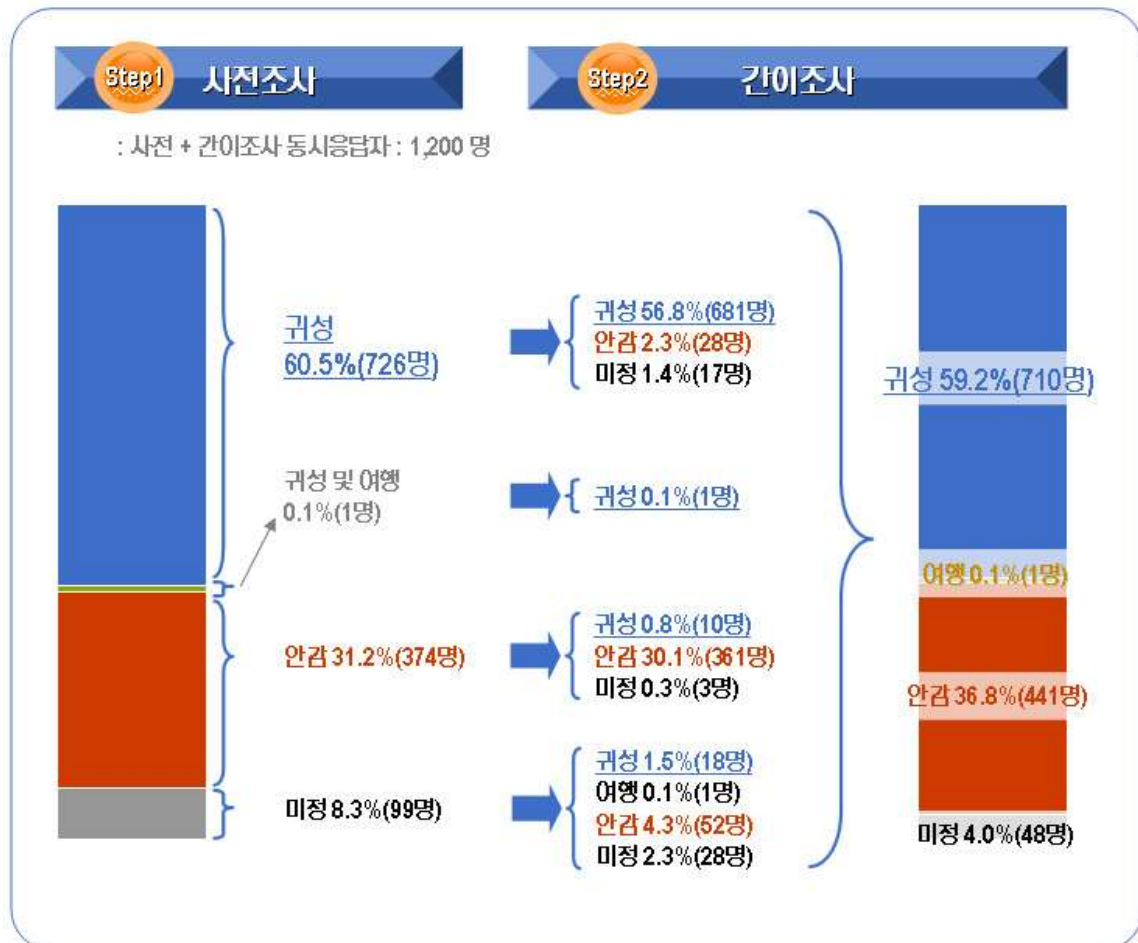 Step1 사전조사
Step2 간이조사
: 사전 + 간이조사 동시응답자 : 1,200 명
귀성
60.5%(726명)
귀성 56.8%(681명)
안감 2.3%(28명)
미정 1.4%(17명)
귀성 59.2%(710명)
귀성 및 여행
0.1%(1명)
귀성 0.1%(1명)
여행 0.1%(1명)
안감 31.2%(374명)
귀성 0.8%(10명)
안감 30.1%(361명)
미정 0.3%(3명)
안감 36.8%(441명)
미정 8.3%(99명)
귀성 1.5%(18명)
여행 0.1%(1명)
안감 4.3%(52명)
미정 2.3%(28명)
미정 4.0%(48명)